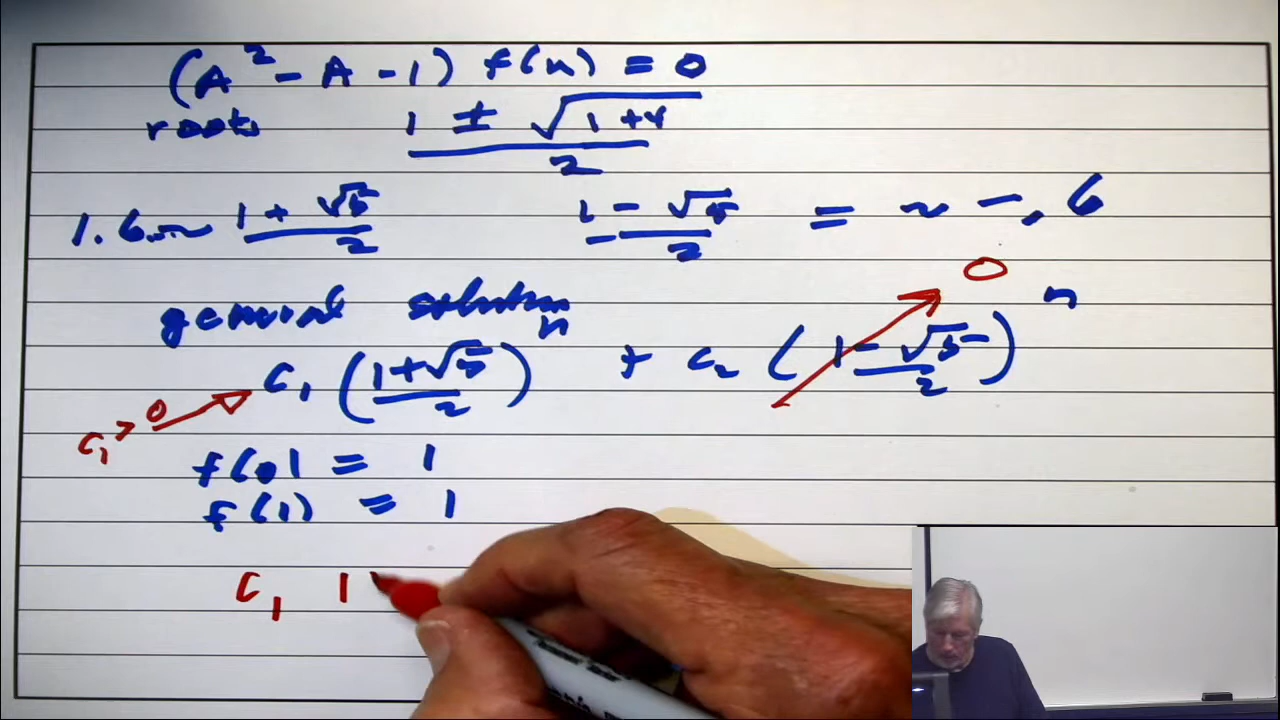 (A² - A - 1) f(n) = 0
roots 1 ± √(1+4) / 2
1.6~ 1 + √5 / 2 1 - √5 / 2 = ~ -.6
general solution
0
c₁ (1+√5 / 2)ⁿ + c₂ (1-√5 / 2)ⁿ
c₁ > 0
f(0) = 1
f(1) = 1
c₁ 1